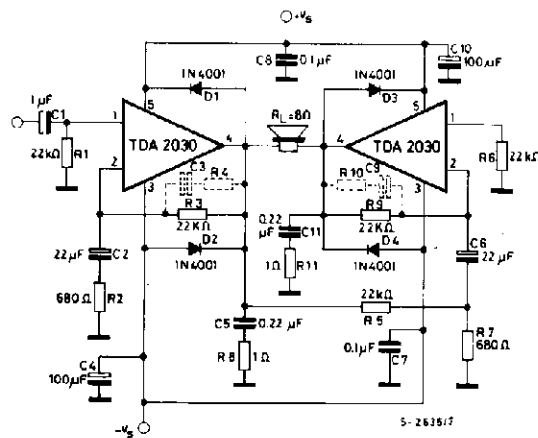 +Vs
C10
100µF
C8
0.1µF
1N4001
D1
1N4001
D3
1µF
C1
1
5
TDA 2030
4
2
3
RL=8Ω
5
1
TDA 2030
4
2
3
22kΩ
R1
R6
22kΩ
C3
R4
R10
C9
R3
22KΩ
R9
22KΩ
0.22
µF
C11
22µF
C2
D2
1N4001
D4
1N4001
C6
22µF
1Ω
R11
680Ω
R2
22kΩ
R5
C5
0.22 µF
R7
680Ω
C4
100µF
R8
1Ω
0.1µF
C7
-Vs